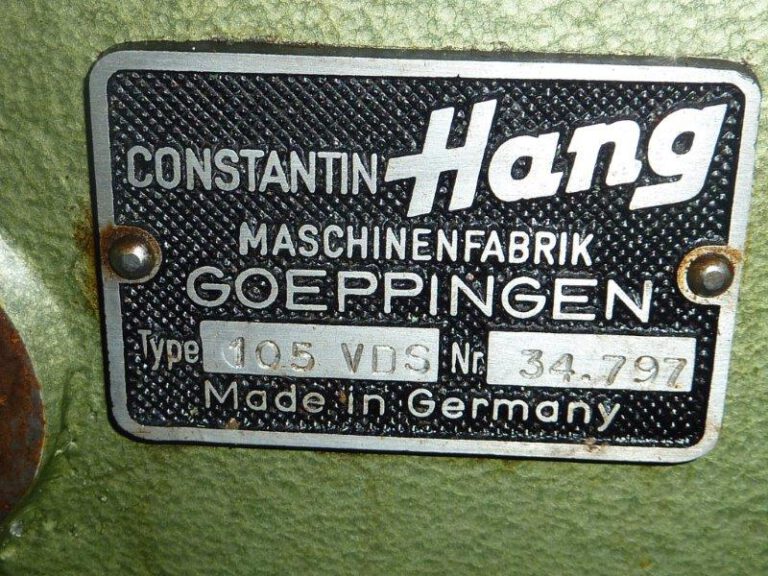 CONSTANTIN Hang
MASCHINENFABRIK
GOEPPINGEN
Type 105 VDS Nr. 34.797
Made in Germany